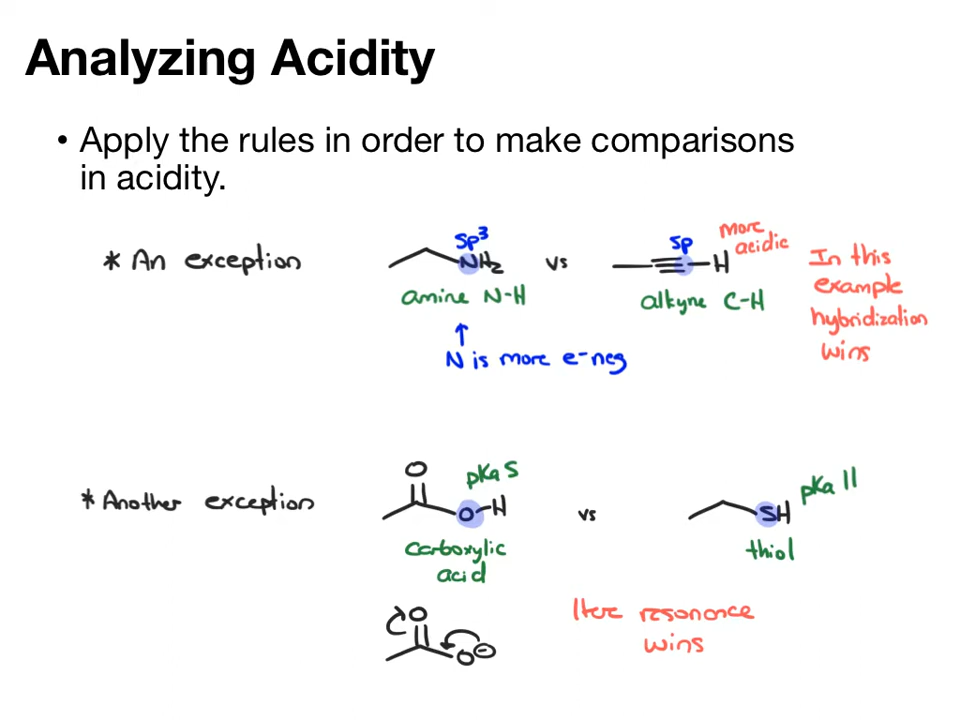 Analyzing Acidity
• Apply the rules in order to make comparisons
in acidity.
* An exception
sp³
NH₂
amine N-H
↑
N is more e-neg
vs
sp
H
more
acidic
alkyne C-H
In this
example
hybridization
wins
* Another exception
O
O-H
pKa 5
carboxylic
acid
vs
SH
pKa 11
thiol
O
O⊖
Here resonance
wins